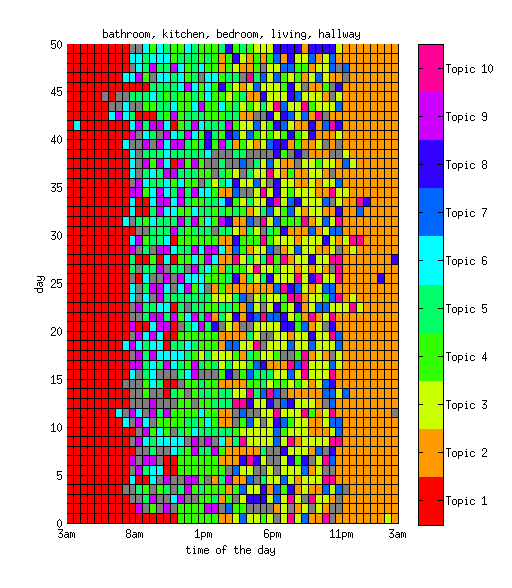 bathroom, kitchen, bedroom, living, hallway
50
45
40
35
30
25
20
15
10
5
0
day
3am 8am 1pm 6pm 11pm 3am
time of the day
Topic 10
Topic 9
Topic 8
Topic 7
Topic 6
Topic 5
Topic 4
Topic 3
Topic 2
Topic 1